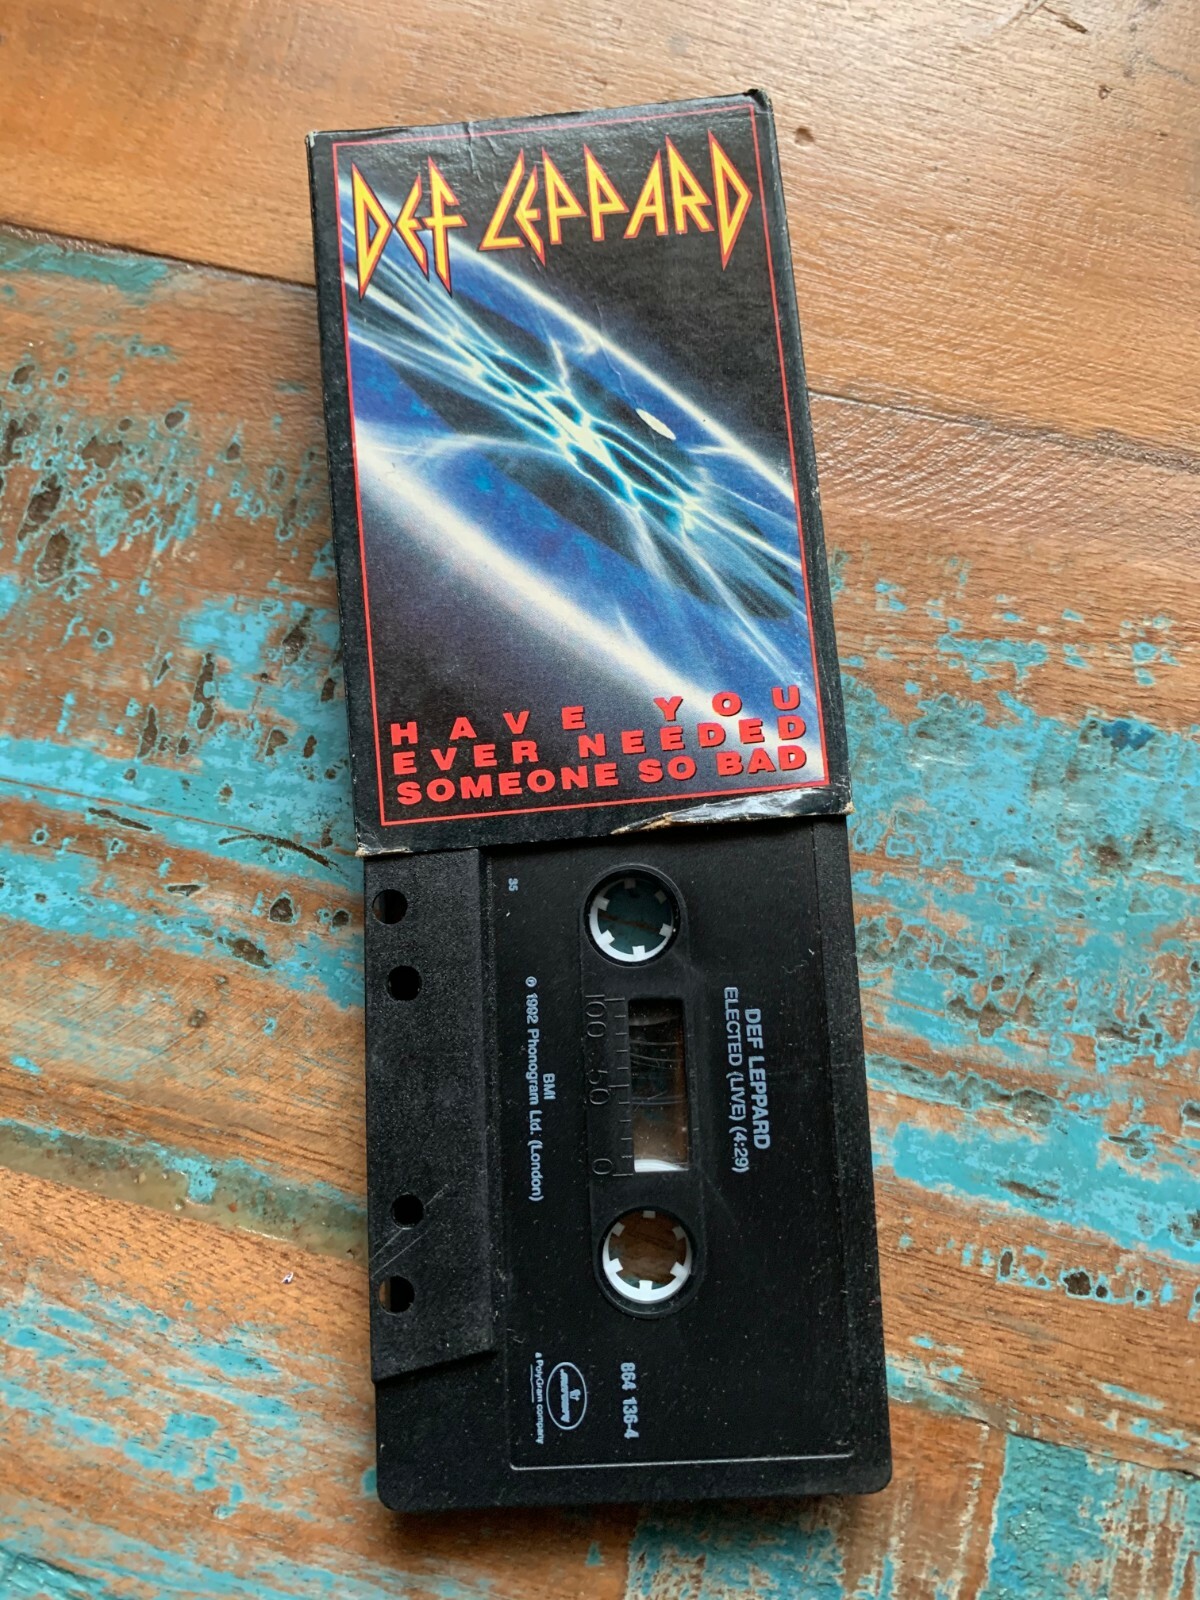 DEF LEPPARD
HAVE YOU
EVER NEEDED
SOMEONE SO BAD
DEF LEPPARD
ELECTED (LIVE) (4:29)
100 50 0
BMI
℗ 1992 Phonogram Ltd. (London)
864 136-4
mercury
a PolyGram company